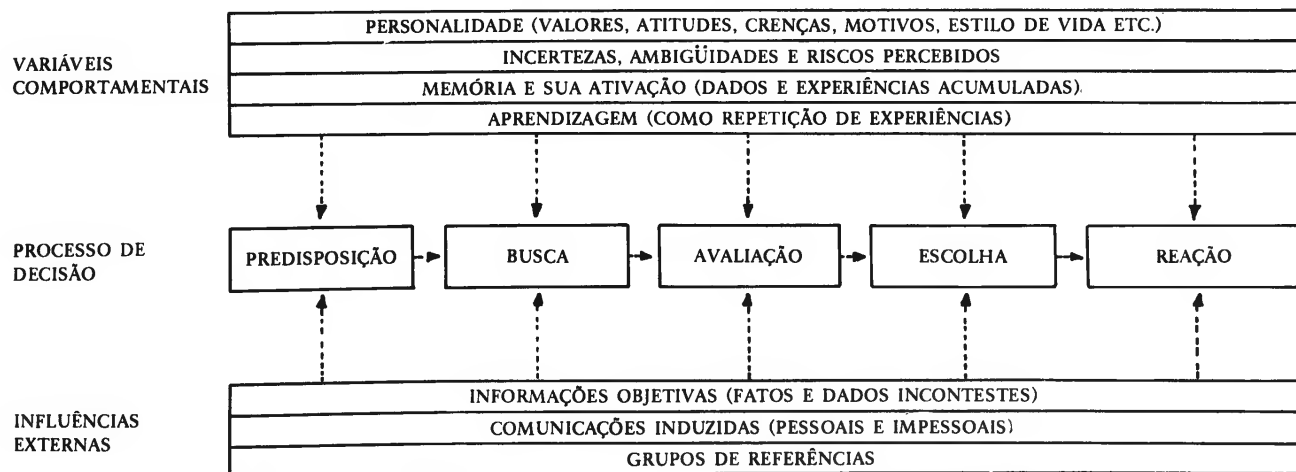 PERSONALIDADE (VALORES, ATITUDES, CRENÇAS, MOTIVOS, ESTILO DE VIDA ETC.)
VARIÁVEIS
COMPORTAMENTAIS
INCERTEZAS, AMBIGÜIDADES E RISCOS PERCEBIDOS
MEMÓRIA E SUA ATIVAÇÃO (DADOS E EXPERIÊNCIAS ACUMULADAS)
APRENDIZAGEM (COMO REPETIÇÃO DE EXPERIÊNCIAS)
PROCESSO DE
DECISÃO
PREDISPOSIÇÃO
BUSCA
AVALIAÇÃO
ESCOLHA
REAÇÃO
INFLUÊNCIAS
EXTERNAS
INFORMAÇÕES OBJETIVAS (FATOS E DADOS INCONTESTES)
COMUNICAÇÕES INDUZIDAS (PESSOAIS E IMPESSOAIS)
GRUPOS DE REFERÊNCIAS